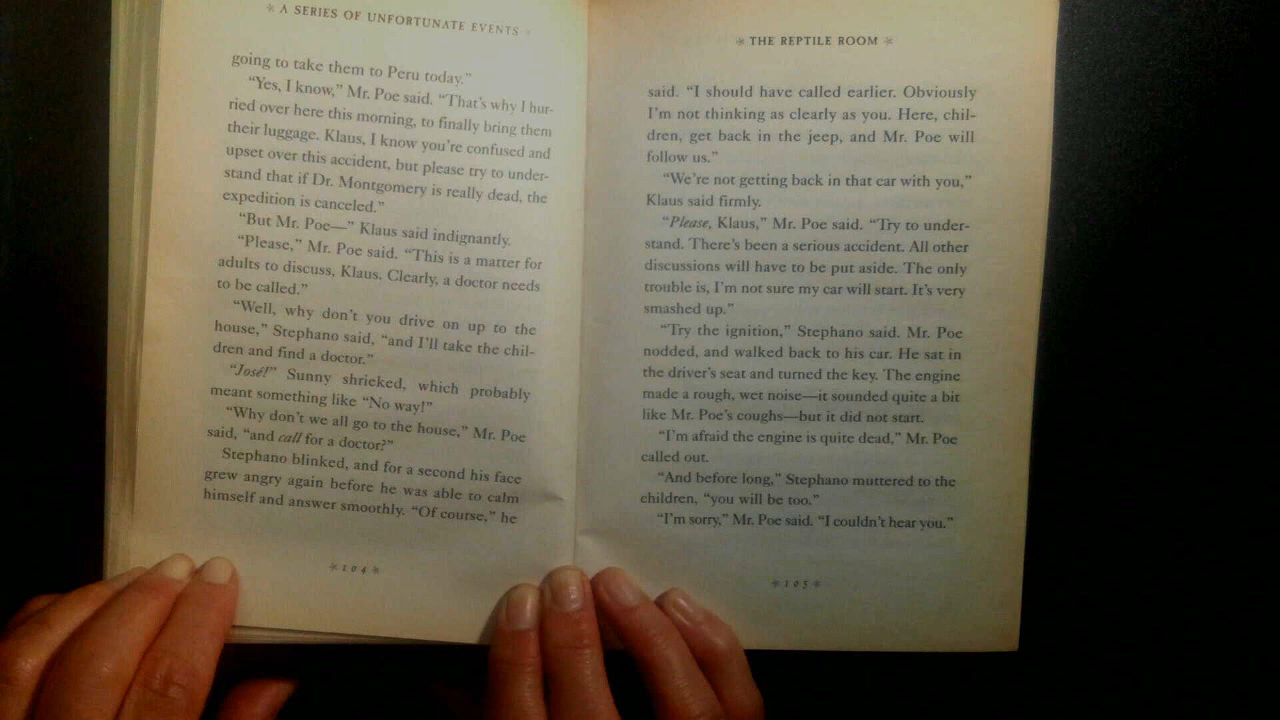 * A SERIES OF UNFORTUNATE EVENTS *
going to take them to Peru today.”
“Yes, I know,” Mr. Poe said. “That’s why I hur-
ried over here this morning, to finally bring them
their luggage. Klaus, I know you’re confused and
upset over this accident, but please try to under-
stand that if Dr. Montgomery is really dead, the
expedition is canceled.”
“But Mr. Poe—” Klaus said indignantly.
“Please,” Mr. Poe said. “This is a matter for
adults to discuss, Klaus. Clearly, a doctor needs
to be called.”
“Well, why don’t you drive on up to the
house,” Stephano said, “and I’ll take the chil-
dren and find a doctor.”
“José!” Sunny shrieked, which probably
meant something like “No way!”
“Why don’t we all go to the house,” Mr. Poe
said, “and call for a doctor?”
Stephano blinked, and for a second his face
grew angry again before he was able to calm
himself and answer smoothly. “Of course,” he
* 104 *
* THE REPTILE ROOM *
said. “I should have called earlier. Obviously
I’m not thinking as clearly as you. Here, chil-
dren, get back in the jeep, and Mr. Poe will
follow us.”
“We’re not getting back in that car with you,”
Klaus said firmly.
“Please, Klaus,” Mr. Poe said. “Try to under-
stand. There’s been a serious accident. All other
discussions will have to be put aside. The only
trouble is, I’m not sure my car will start. It’s very
smashed up.”
“Try the ignition,” Stephano said. Mr. Poe
nodded, and walked back to his car. He sat in
the driver’s seat and turned the key. The engine
made a rough, wet noise—it sounded quite a bit
like Mr. Poe’s coughs—but it did not start.
“I’m afraid the engine is quite dead,” Mr. Poe
called out.
“And before long,” Stephano muttered to the
children, “you will be too.”
“I’m sorry,” Mr. Poe said. “I couldn’t hear you.”
* 105 *